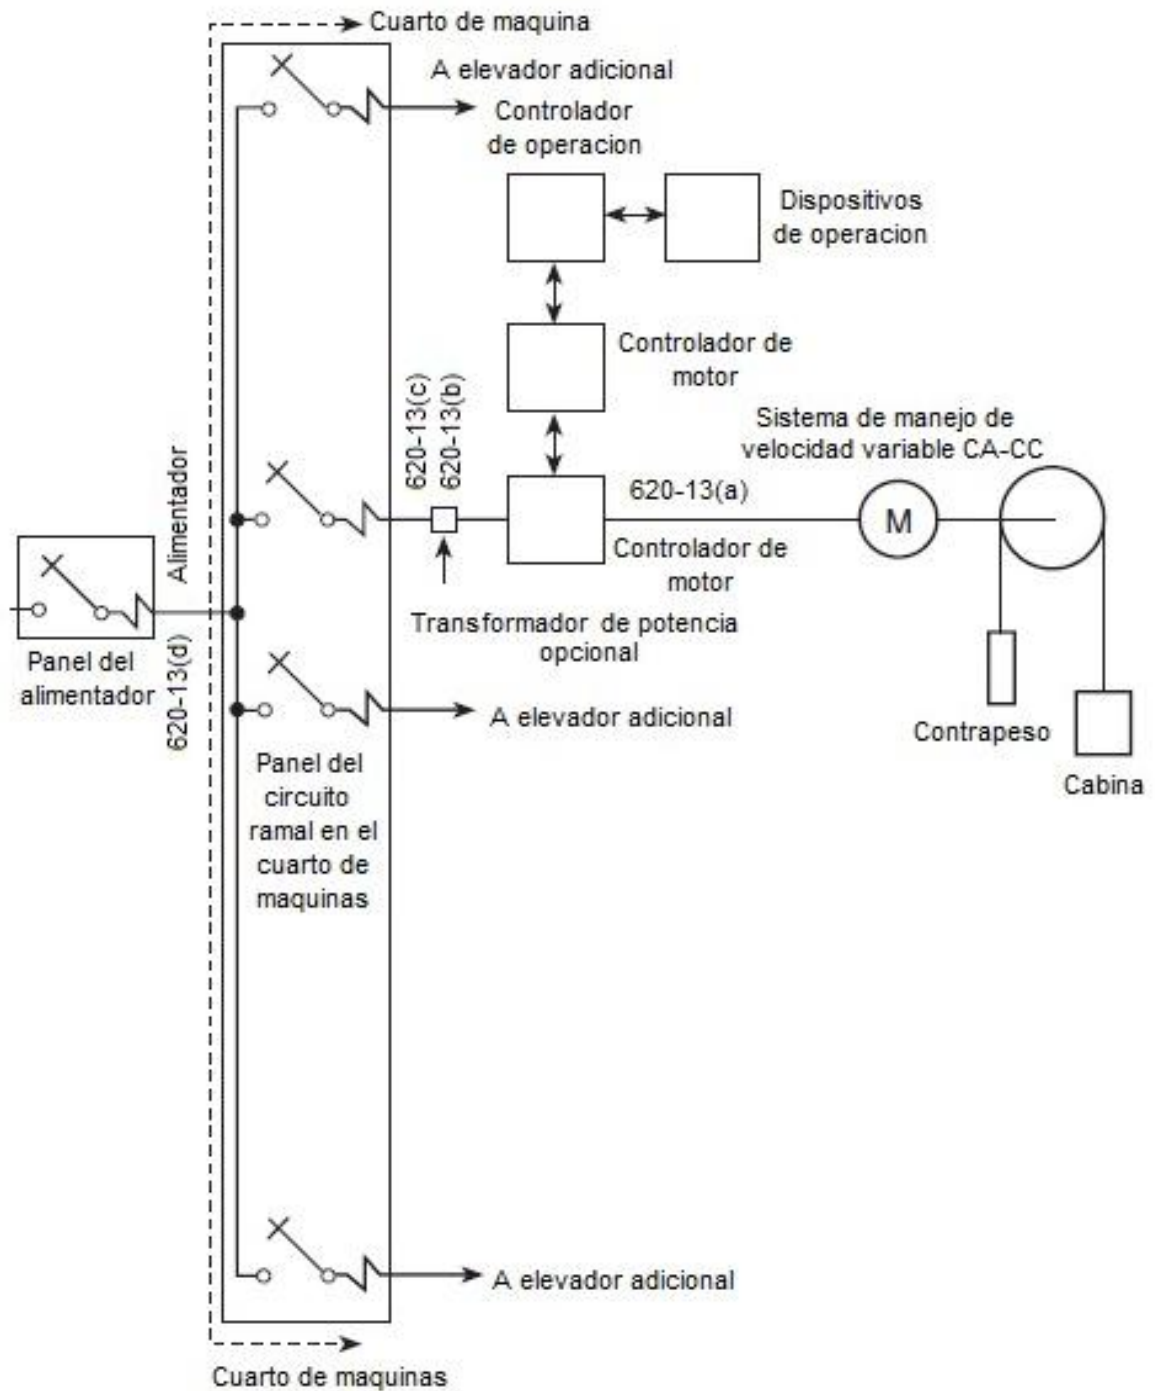 Cuarto de maquina
A elevador adicional
Controlador
de operacion
Dispositivos
de operacion
Controlador de
motor
620-13(c)
620-13(b)
Sistema de manejo de
velocidad variable CA-CC
Alimentador
620-13(a)
M
Controlador de
motor
Transformador de potencia
opcional
Panel del
alimentador
620-13(d)
A elevador adicional
Contrapeso
Cabina
Panel del
circuito
ramal en el
cuarto de
maquinas
A elevador adicional
Cuarto de maquinas